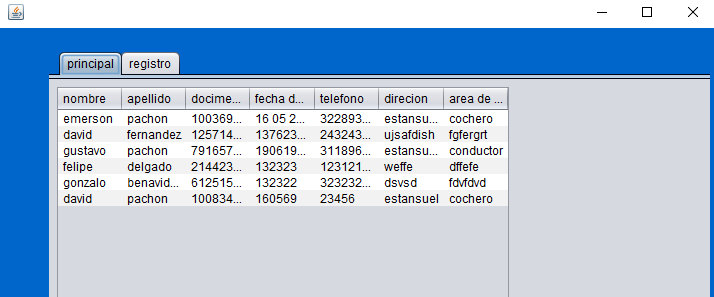 principal registro
nombre apellido docime... fecha d... telefono direcion area de ...
emerson pachon 100369... 16 05 2... 322893... estansu... cochero
david fernandez 125714... 137623... 243243... ujsafdish fgfergrt
gustavo pachon 791657... 190619... 311896... estansu... conductor
felipe delgado 214423... 132323 123121... weffe dffefe
gonzalo benavid... 612515... 132322 323232... dsvsd fdvfdvd
david pachon 100834... 160569 23456 estansuel cochero